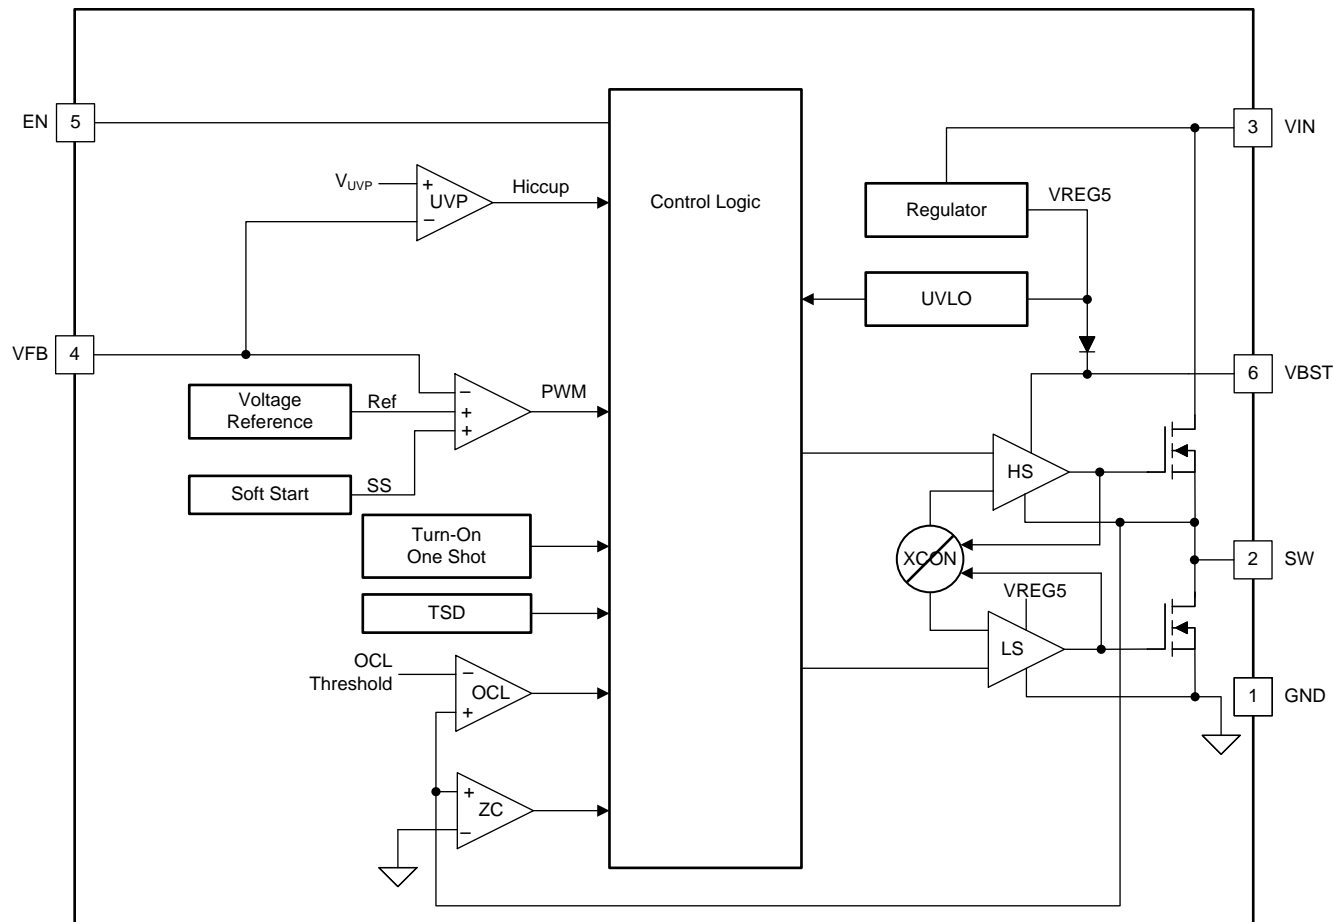 EN
5
3
VIN
V_UVP
+
UVP
−
Hiccup
Control Logic
Regulator
VREG5
UVLO
VFB
4
6
VBST
Voltage
Reference
Ref
−
+
+
PWM
Soft Start
SS
HS
Turn-On
One Shot
XCON
2
SW
TSD
VREG5
LS
OCL
Threshold
−
OCL
+
1
GND
+
ZC
−